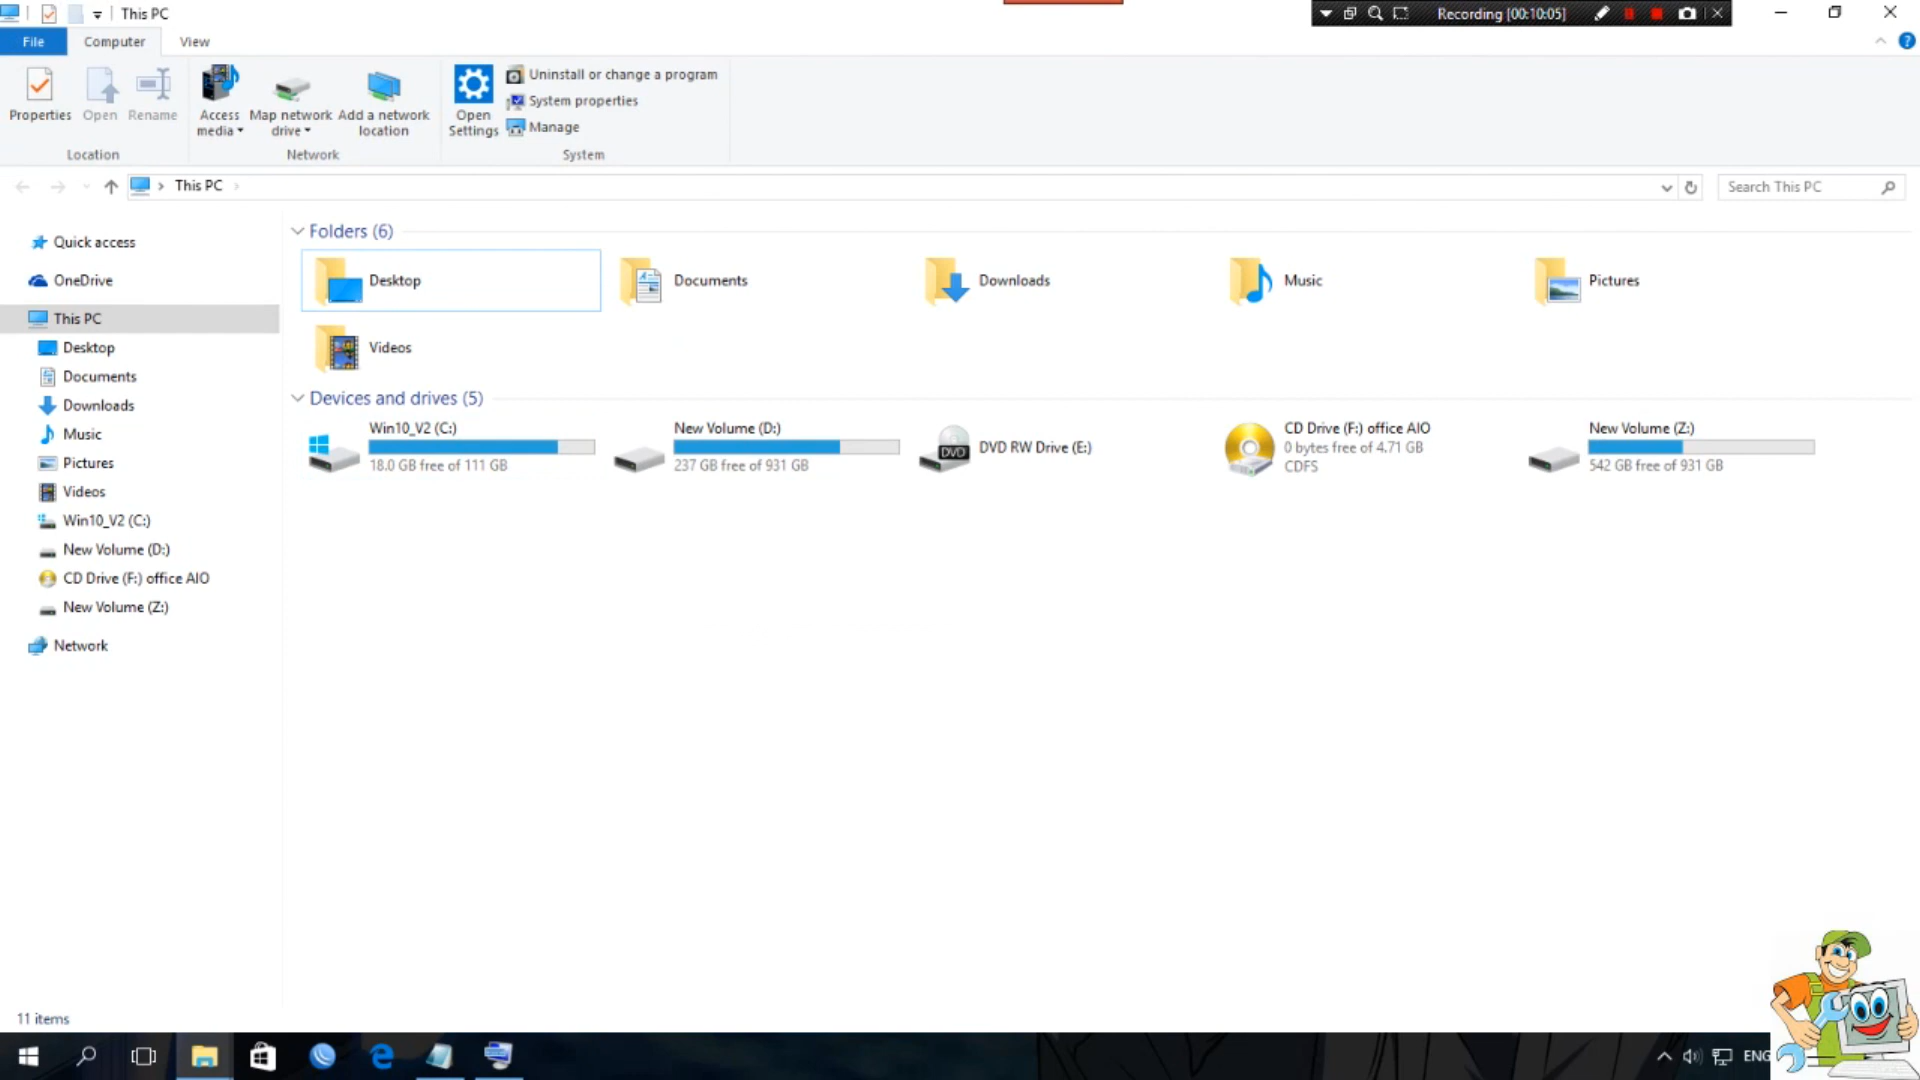 This PC
Recording [00:10:05]
File
Computer
View
Properties
Open
Rename
Access media
Map network drive
Add a network location
Open Settings
Uninstall or change a program
System properties
Manage
Location
Network
System
This PC
Search This PC
Quick access
OneDrive
This PC
Desktop
Documents
Downloads
Music
Pictures
Videos
Win10_V2 (C:)
New Volume (D:)
CD Drive (F:) office AIO
New Volume (Z:)
Network
Folders (6)
Desktop
Documents
Downloads
Music
Pictures
Videos
Devices and drives (5)
Win10_V2 (C:)
18.0 GB free of 111 GB
New Volume (D:)
237 GB free of 931 GB
DVD
DVD RW Drive (E:)
CD Drive (F:) office AIO
0 bytes free of 4.71 GB
CDFS
New Volume (Z:)
542 GB free of 931 GB
11 items
ENG